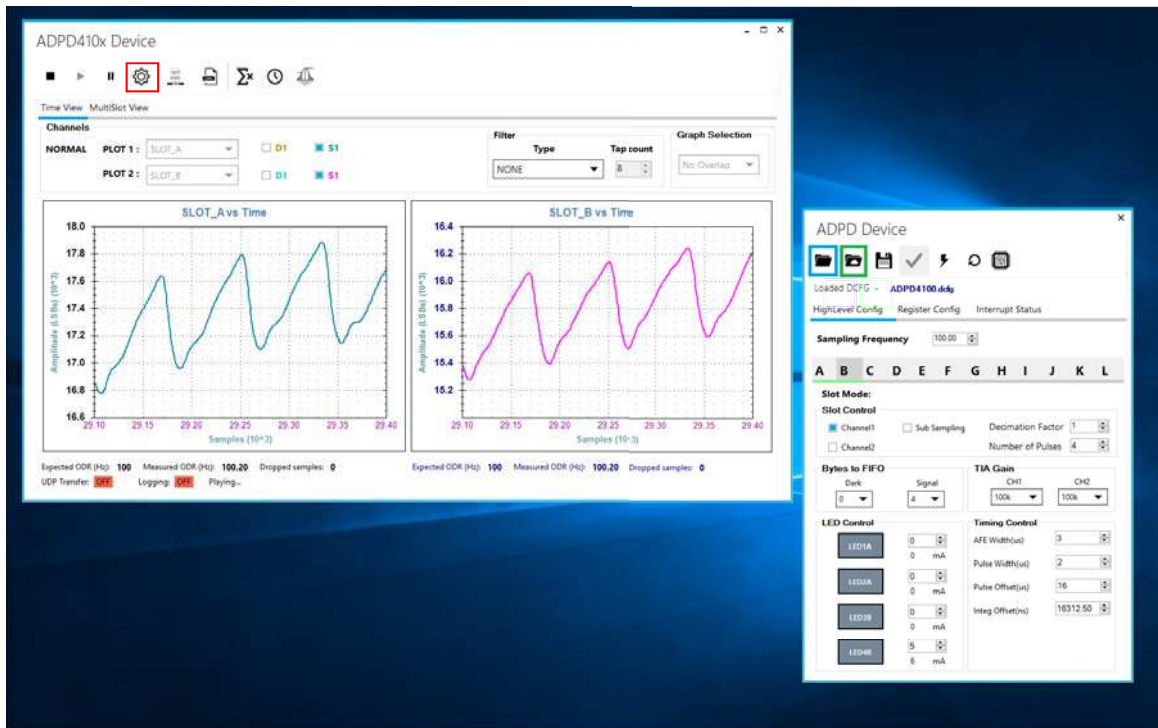 ADPD410x Device
Time View MultiSlot View
Channels
NORMAL PLOT 1 : SLOT_A D1 S1
PLOT 2 : SLOT_B D1 S1
Filter
Type Tap count
NONE 8
Graph Selection
No Overlap
SLOT_A vs Time
18.0
17.8
17.6
17.4
17.2
17.0
16.8
16.6
Amplitude (LSBs) (10^3)
29.10 29.15 29.20 29.25 29.30 29.35 29.40
Samples (10^3)
SLOT_B vs Time
16.4
16.2
16.0
15.8
15.6
15.4
15.2
Amplitude (LSBs) (10^3)
29.10 29.15 29.20 29.25 29.30 29.35 29.40
Samples (10^3)
Expected ODR (Hz): 100 Measured ODR (Hz): 100.20 Dropped samples: 0
Expected ODR (Hz): 100 Measured ODR (Hz): 100.20 Dropped samples: 0
UDP Transfer: OFF Logging: OFF Playing...
ADPD Device
Loaded DCFG - ADPD4100.dcfg
HighLevel Config Register Config Interrupt Status
Sampling Frequency 100.00
A B C D E F G H I J K L
Slot Mode:
Slot Control
Channel1 Sub Sampling Decimation Factor 1
Channel2 Number of Pulses 4
Bytes to FIFO
Dark Signal
0 4
TIA Gain
CH1 CH2
100k 100k
LED Control
LED1A 0
0 mA
LED2A 0
0 mA
LED3B 0
0 mA
LED4B 5
6 mA
Timing Control
AFE Width(us) 3
Pulse Width(us) 2
Pulse Offset(us) 16
Integ Offset(ns) 16312.50